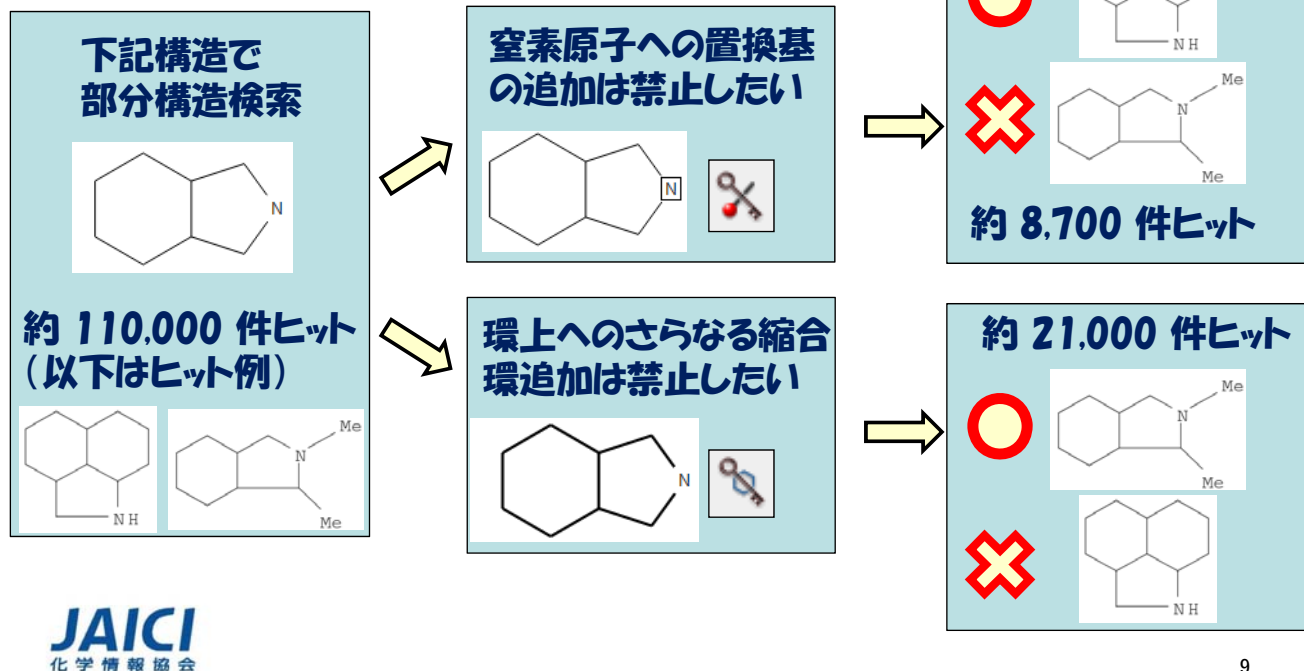 下記構造で
部分構造検索
N
約 110,000 件ヒット
(以下はヒット例)
NH
Me
N
Me
窒素原子への置換基
の追加は禁止したい
N
環上へのさらなる縮合
環追加は禁止したい
N
NH
Me
N
Me
約 8,700 件ヒット
約 21,000 件ヒット
Me
N
Me
NH
JAICI
化学情報協会
9